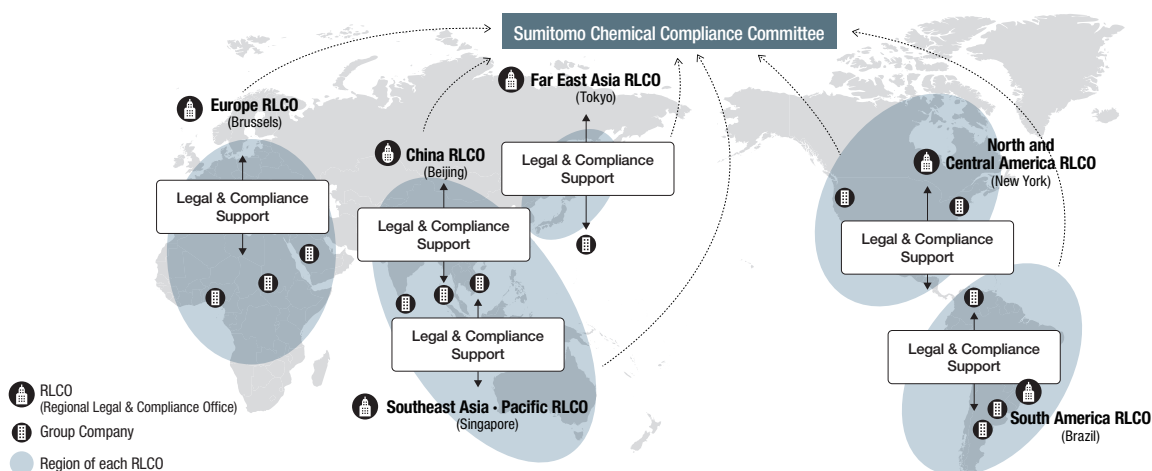 Sumitomo Chemical Compliance Committee
Far East Asia RLCO
(Tokyo)
Europe RLCO
(Brussels)
China RLCO
(Beijing)
North and
Central America RLCO
(New York)
Legal & Compliance
Support
Legal & Compliance
Support
Legal & Compliance
Support
Legal & Compliance
Support
Legal & Compliance
Support
Legal & Compliance
Support
RLCO
(Regional Legal & Compliance Office)
Southeast Asia · Pacific RLCO
(Singapore)
South America RLCO
(Brazil)
Group Company
Region of each RLCO